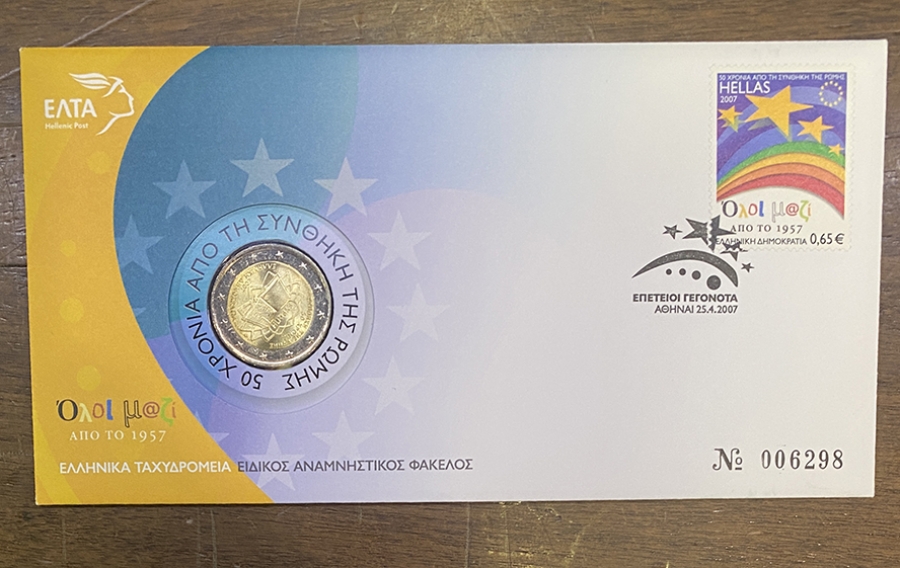 ΕΛΤΑ
Hellenic Post
50 ΧΡΟΝΙΑ ΑΠΟ ΤΗ ΣΥΝΘΗΚΗ ΤΗΣ ΡΩΜΗΣ
HELLAS
2007
Όλοι μ@ζί
ΑΠΟ ΤΟ 1957
ΕΛΛΗΝΙΚΗ ΔΗΜΟΚΡΑΤΙΑ 0,65 €
ΕΠΕΤΕΙΟΙ ΓΕΓΟΝΟΤΑ
ΑΘΗΝΑΙ 25.4.2007
50 ΧΡΟΝΙΑ ΑΠΟ ΤΗ ΣΥΝΘΗΚΗ ΤΗΣ ΡΩΜΗΣ
Όλοι μ@ζί
ΑΠΟ ΤΟ 1957
ΕΛΛΗΝΙΚΑ ΤΑΧΥΔΡΟΜΕΙΑ ΕΙΔΙΚΟΣ ΑΝΑΜΝΗΣΤΙΚΟΣ ΦΑΚΕΛΟΣ
№ 006298